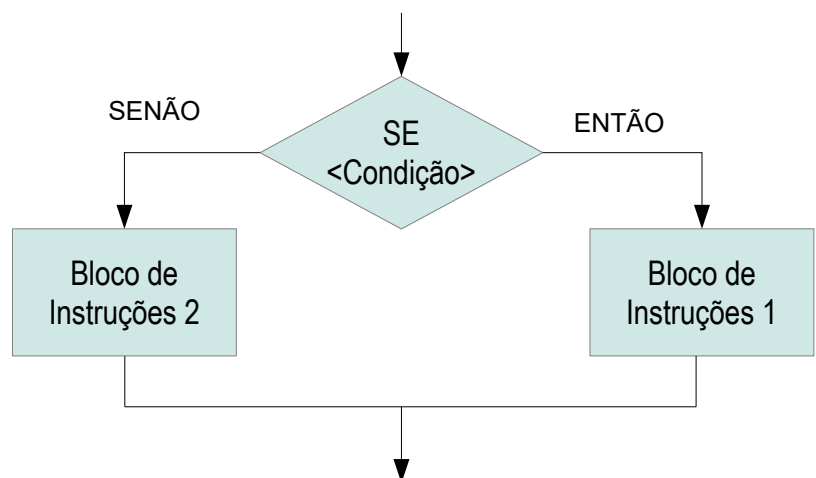 SENÃO
SE
<Condição>
ENTÃO
Bloco de
Instruções 2
Bloco de
Instruções 1